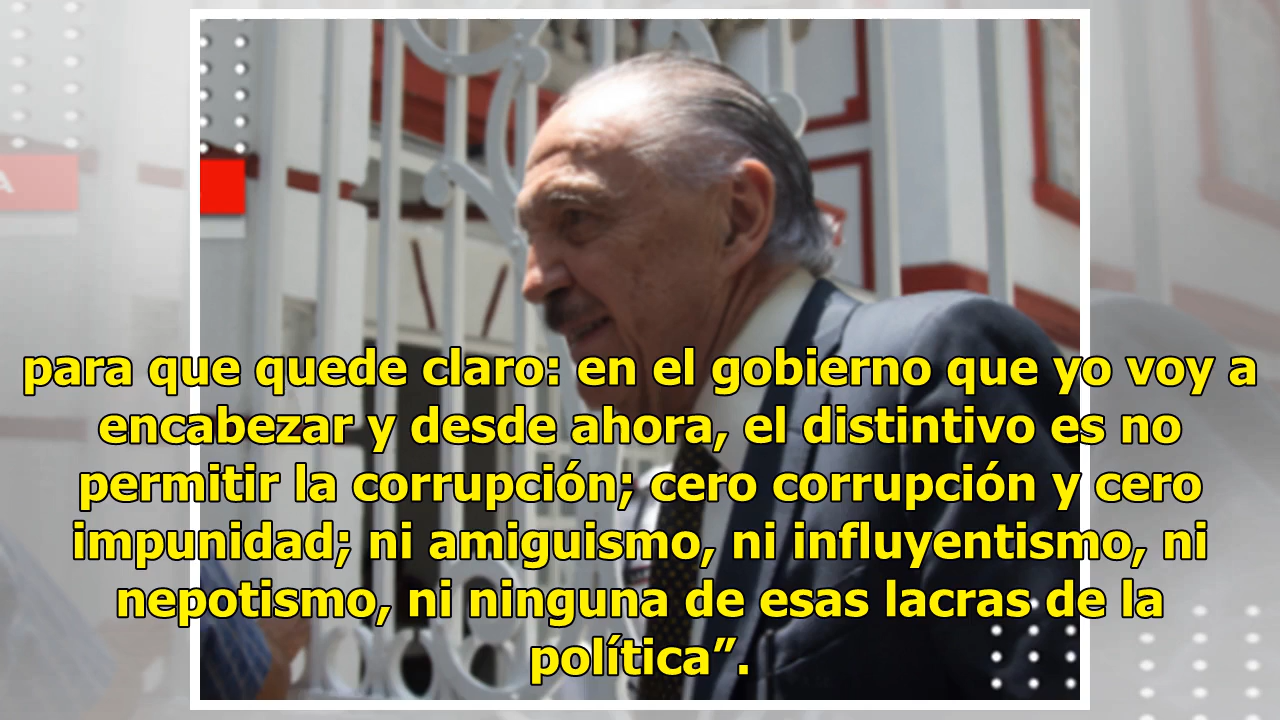 A
para que quede claro: en el gobierno que yo voy a
encabezar y desde ahora, el distintivo es no
permitir la corrupción; cero corrupción y cero
impunidad; ni amiguismo, ni influyentismo, ni
nepotismo, ni ninguna de esas lacras de la
política”.